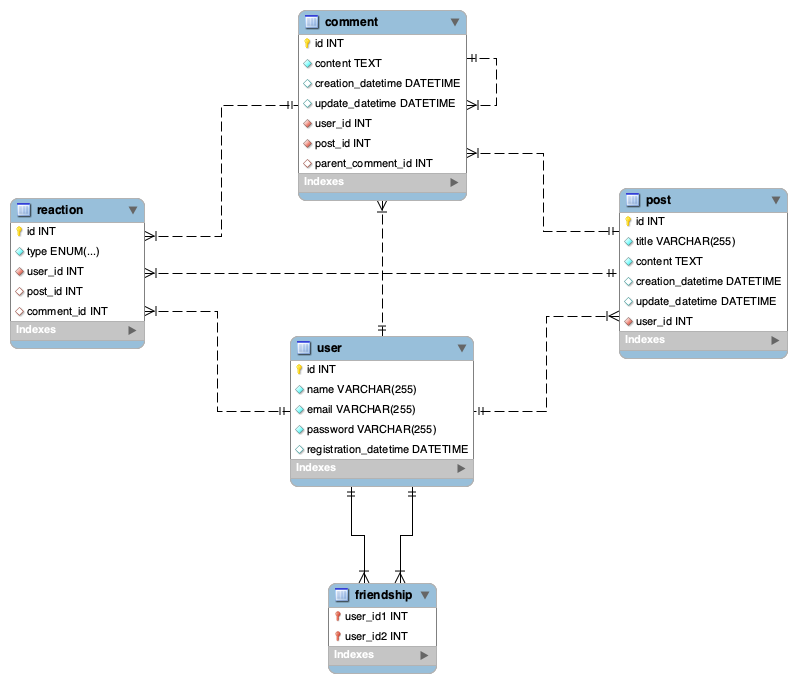 comment
id INT
content TEXT
creation_datetime DATETIME
update_datetime DATETIME
user_id INT
post_id INT
parent_comment_id INT
Indexes
reaction
id INT
type ENUM(...)
user_id INT
post_id INT
comment_id INT
Indexes
post
id INT
title VARCHAR(255)
content TEXT
creation_datetime DATETIME
update_datetime DATETIME
user_id INT
Indexes
user
id INT
name VARCHAR(255)
email VARCHAR(255)
password VARCHAR(255)
registration_datetime DATETIME
Indexes
friendship
user_id1 INT
user_id2 INT
Indexes